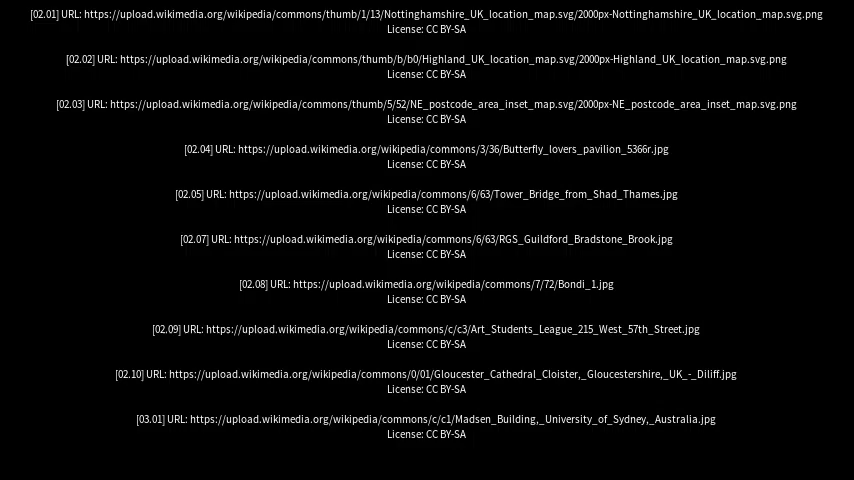 [02.01] URL: https://upload.wikimedia.org/wikipedia/commons/thumb/1/13/Nottinghamshire_UK_location_map.svg/2000px-Nottinghamshire_UK_location_map.svg.png
License: CC BY-SA
[02.02] URL: https://upload.wikimedia.org/wikipedia/commons/thumb/b/b0/Highland_UK_location_map.svg/2000px-Highland_UK_location_map.svg.png
License: CC BY-SA
[02.03] URL: https://upload.wikimedia.org/wikipedia/commons/thumb/5/52/NE_postcode_area_inset_map.svg/2000px-NE_postcode_area_inset_map.svg.png
License: CC BY-SA
[02.04] URL: https://upload.wikimedia.org/wikipedia/commons/3/36/Butterfly_lovers_pavilion_5366r.jpg
License: CC BY-SA
[02.05] URL: https://upload.wikimedia.org/wikipedia/commons/6/63/Tower_Bridge_from_Shad_Thames.jpg
License: CC BY-SA
[02.07] URL: https://upload.wikimedia.org/wikipedia/commons/6/63/RGS_Guildford_Bradstone_Brook.jpg
License: CC BY-SA
[02.08] URL: https://upload.wikimedia.org/wikipedia/commons/7/72/Bondi_1.jpg
License: CC BY-SA
[02.09] URL: https://upload.wikimedia.org/wikipedia/commons/c/c3/Art_Students_League_215_West_57th_Street.jpg
License: CC BY-SA
[02.10] URL: https://upload.wikimedia.org/wikipedia/commons/0/01/Gloucester_Cathedral_Cloister,_Gloucestershire,_UK_-_Diliff.jpg
License: CC BY-SA
[03.01] URL: https://upload.wikimedia.org/wikipedia/commons/c/c1/Madsen_Building,_University_of_Sydney,_Australia.jpg
License: CC BY-SA